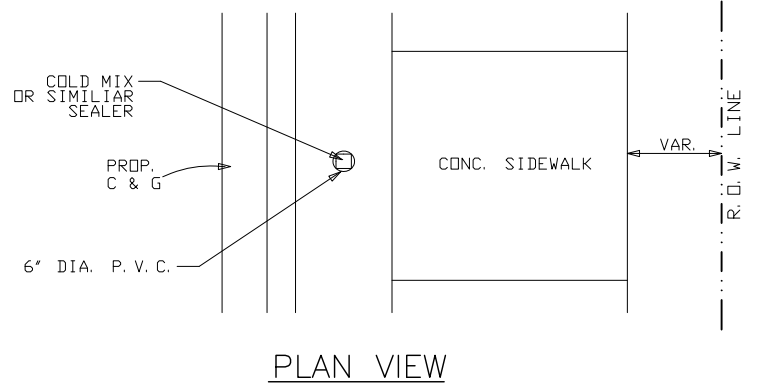 COLD MIX
OR SIMILIAR
SEALER
PROP.
C & G
6" DIA. P.V.C.
CONC. SIDEWALK
VAR.
R.O.W. LINE
PLAN VIEW